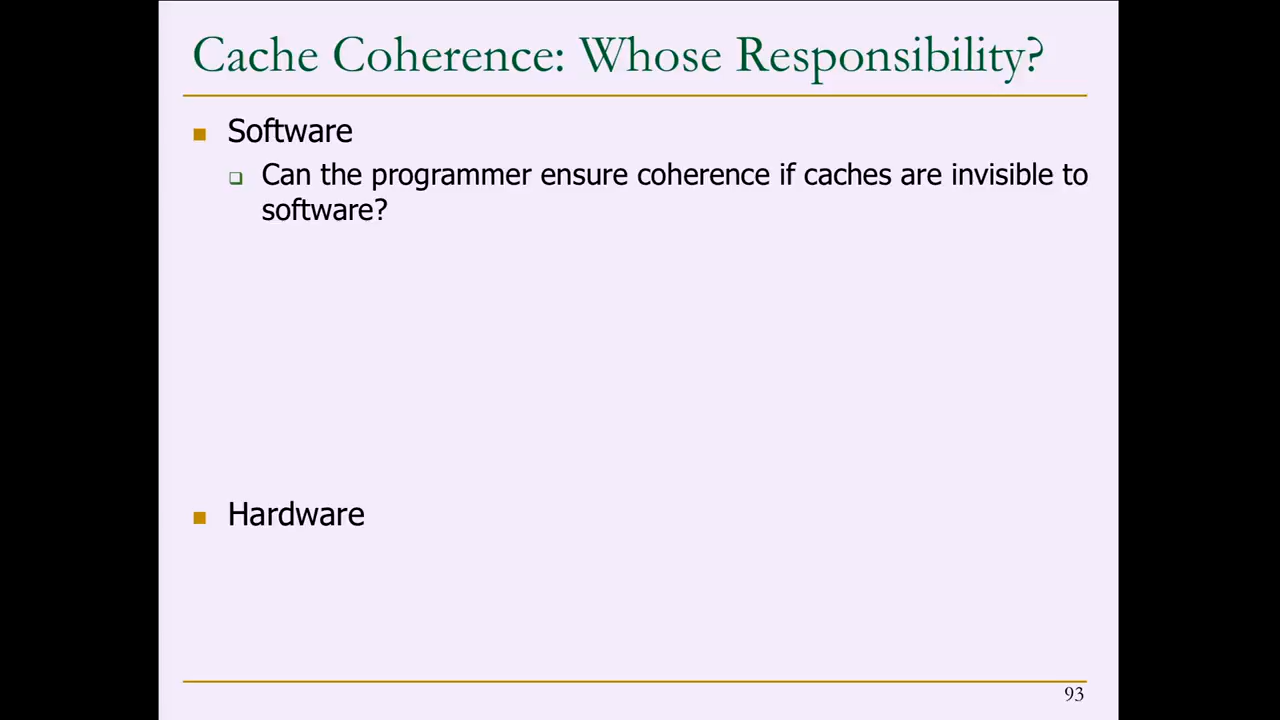 Cache Coherence: Whose Responsibility?
Software
Can the programmer ensure coherence if caches are invisible to
software?
Hardware
93